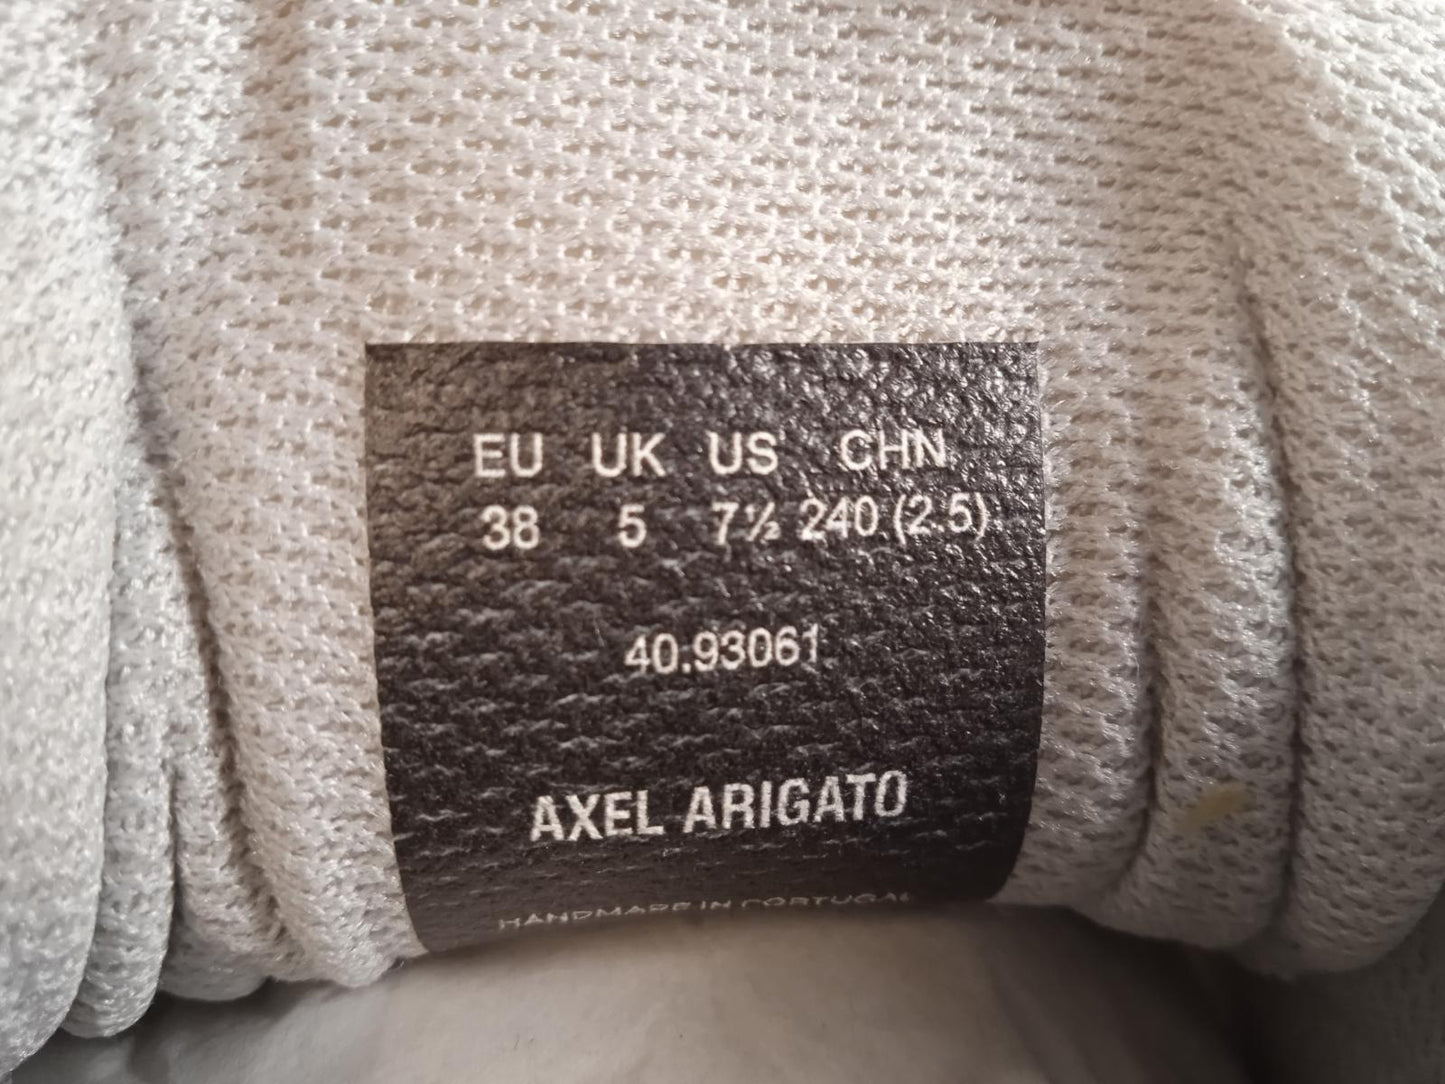 EU UK US CHN
38 5 7½ 240 (2.5)
40.93061
AXEL ARIGATO
HANDMADE IN PORTUGAL